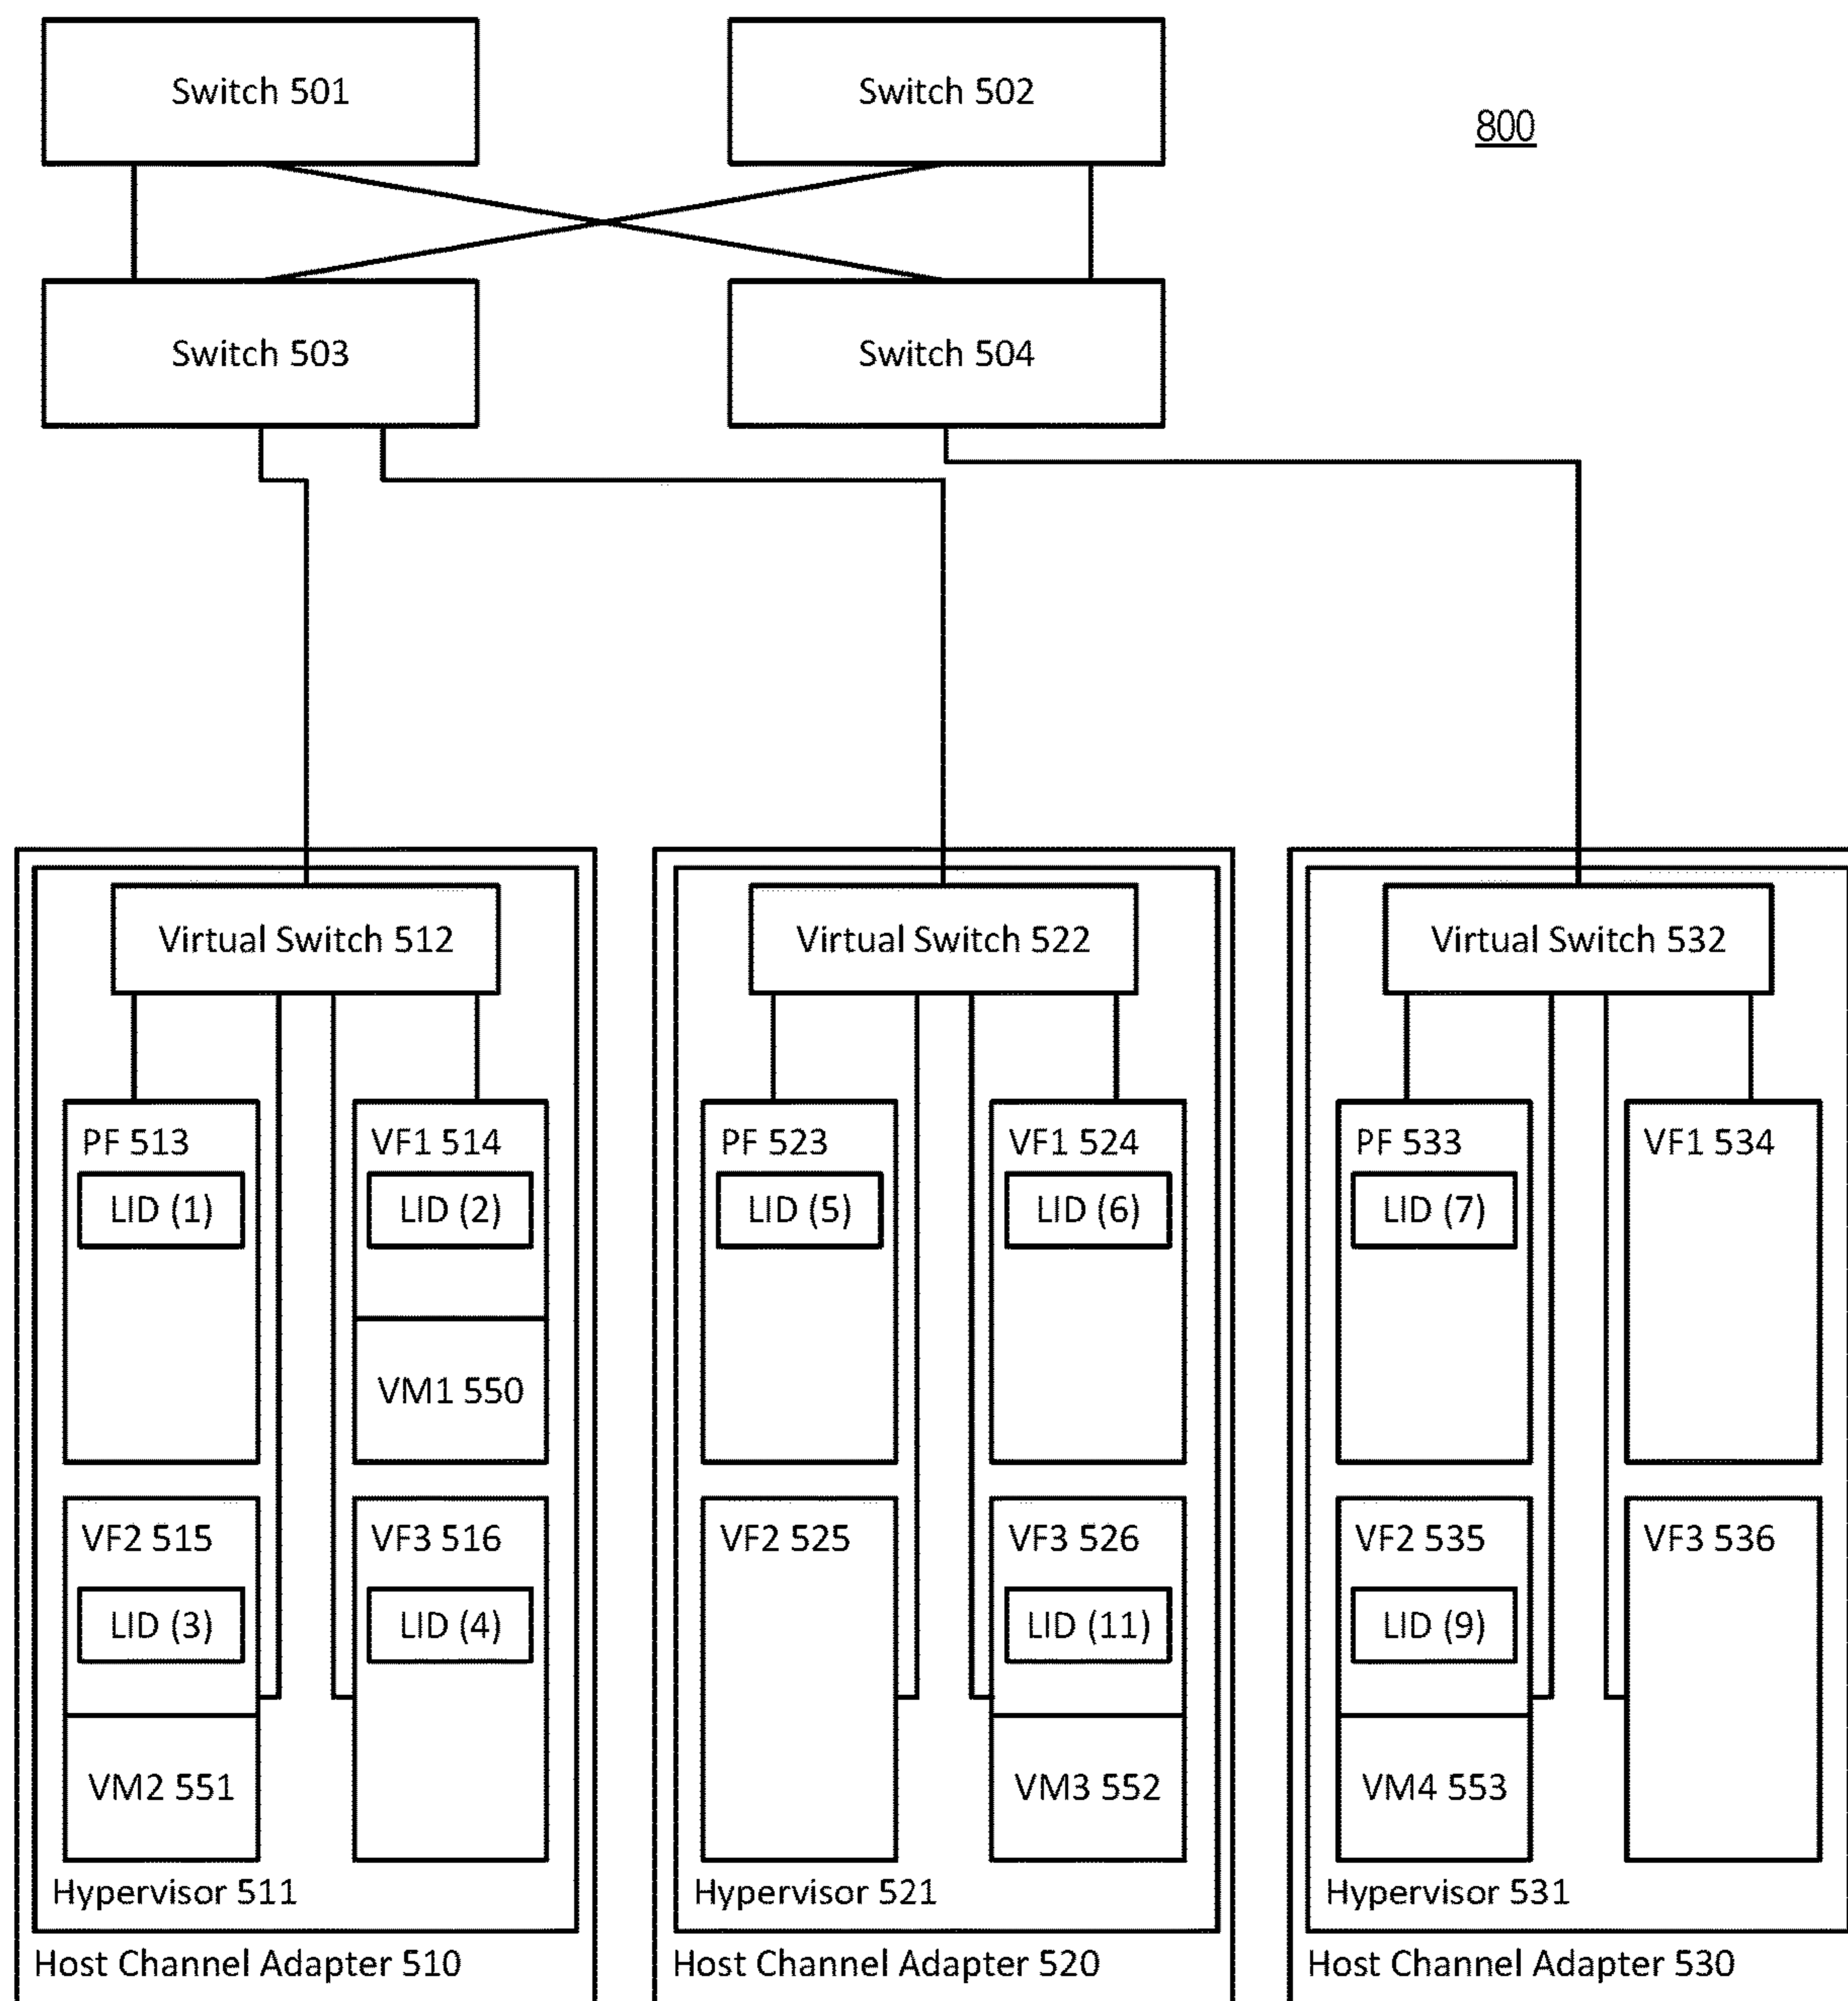 Switch 501
Switch 502
800
Switch 503
Switch 504
Virtual Switch 512
Virtual Switch 522
Virtual Switch 532
PF 513
LID (1)
VF1 514
LID (2)
VM1 550
PF 523
LID (5)
VF1 524
LID (6)
PF 533
LID (7)
VF1 534
VF2 515
LID (3)
VM2 551
VF3 516
LID (4)
VF2 525
VF3 526
LID (11)
VM3 552
VF2 535
LID (9)
VM4 553
VF3 536
Hypervisor 511
Hypervisor 521
Hypervisor 531
Host Channel Adapter 510
Host Channel Adapter 520
Host Channel Adapter 530